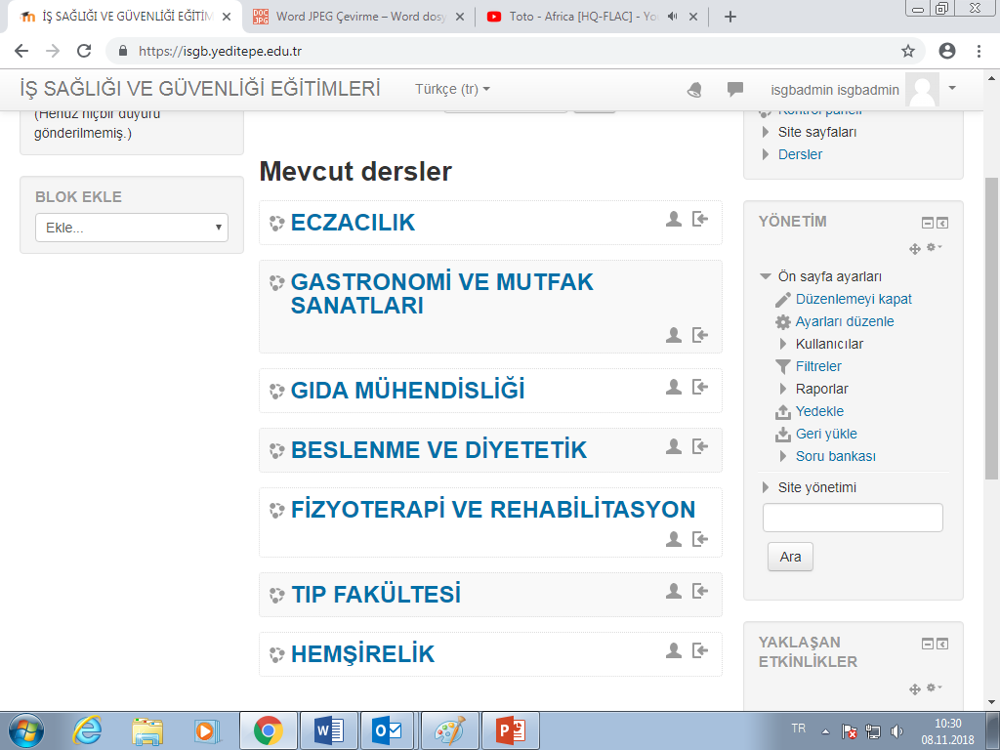 İŞ SAĞLIĞI VE GÜVENLİĞİ EĞİTİM
Word JPEG Çevirme – Word dosy
Toto - Africa [HQ-FLAC] - Yo
https://isgb.yeditepe.edu.tr
İŞ SAĞLIĞI VE GÜVENLİĞİ EĞİTİMLERİ
Türkçe (tr)
isgbadmin isgbadmin
(Henüz hiçbir duyuru
gönderilmemiş.)
BLOK EKLE
Ekle...
Mevcut dersler
ECZACILIK
GASTRONOMİ VE MUTFAK
SANATLARI
GIDA MÜHENDİSLİĞİ
BESLENME VE DİYETETİK
FİZYOTERAPİ VE REHABİLİTASYON
TIP FAKÜLTESİ
HEMŞİRELİK
Kontrol paneli
Site sayfaları
Dersler
YÖNETİM
Ön sayfa ayarları
Düzenlemeyi kapat
Ayarları düzenle
Kullanıcılar
Filtreler
Raporlar
Yedekle
Geri yükle
Soru bankası
Site yönetimi
Ara
YAKLAŞAN
ETKİNLİKLER
TR
10:30
08.11.2018